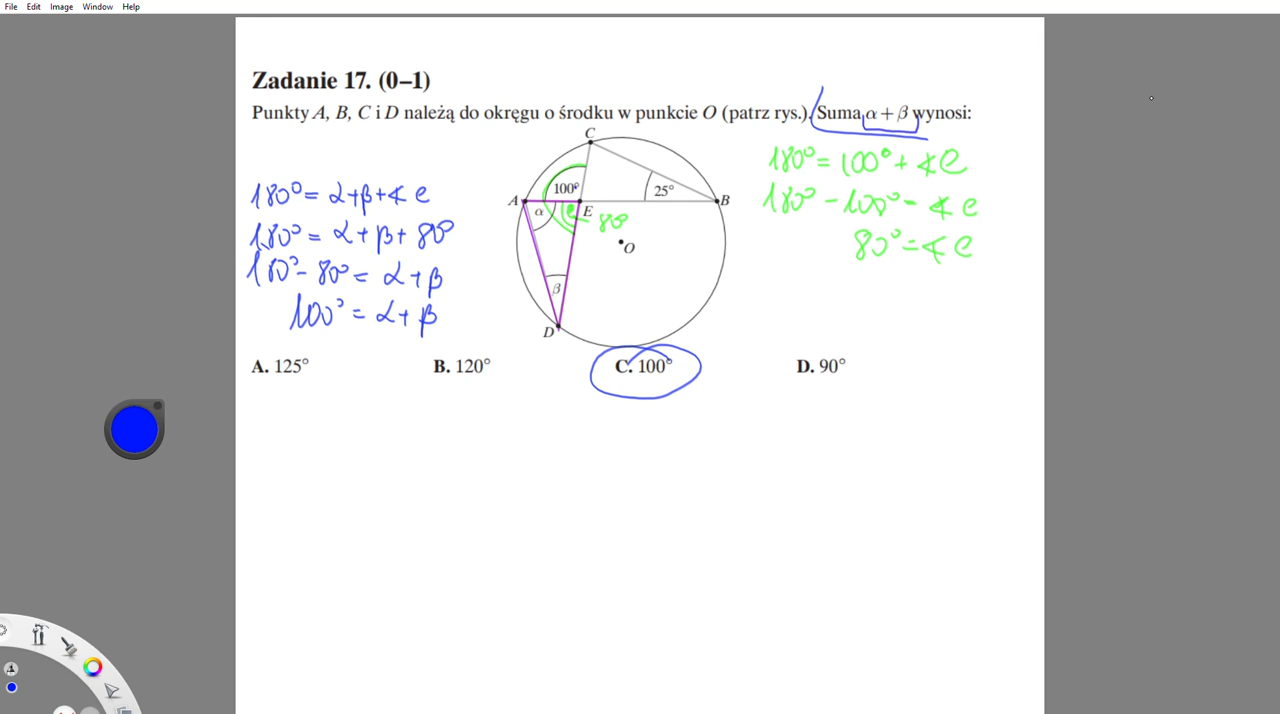 File Edit Image Window Help
Zadanie 17. (0–1)
Punkty A, B, C i D należą do okręgu o środku w punkcie O (patrz rys.). Suma α + β wynosi:
180° = α+β+∢e
180° = α+β+80°
180°-80° = α+β
100° = α+β
C
100°
25°
A
E
B
α
e
80°
O
β
D
180° = 100° + ∢e
180° - 100° = ∢e
80° = ∢e
A. 125°
B. 120°
C. 100°
D. 90°